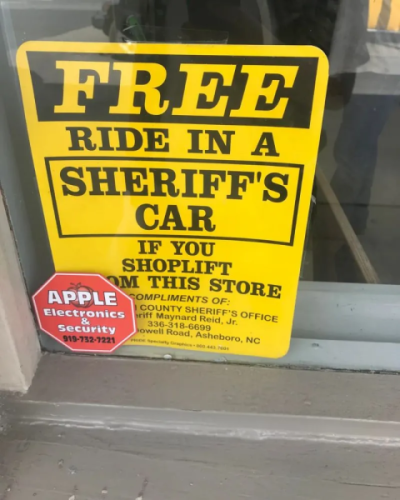 FREE
RIDE IN A
SHERIFF'S
CAR
IF YOU
SHOPLIFT
OM THIS STORE
COMPLIMENTS OF:
COUNTY SHERIFF'S OFFICE
riff Maynard Reid, Jr.
336-318-6699
owell Road, Asheboro, NC
APPLE
Electronics
&
Security
919-732-7221